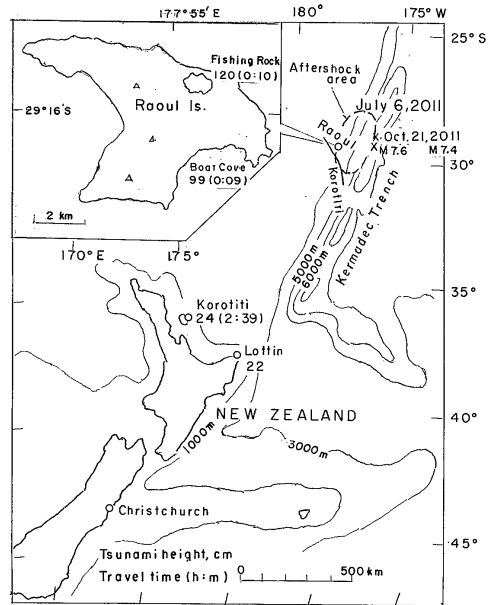 177°55'E
180°
175°W
Fishing Rock
120(0:10)
Raoul Is.
29°16'S
Boat Cove
99(0:09)
2 km
25°S
Aftershock
area
July 6,2011
Oct.21,2011
M7.6 M7.4
Raoul
30°
Korotiti
Kermadec Trench
170°E
175°
5000m
6000m
35°
Korotiti
24(2:39)
Lottin
22
NEW ZEALAND
1000m
3000m
40°
Christchurch
Tsunami height, cm
Travel time (h:m)
0 500 km
45°